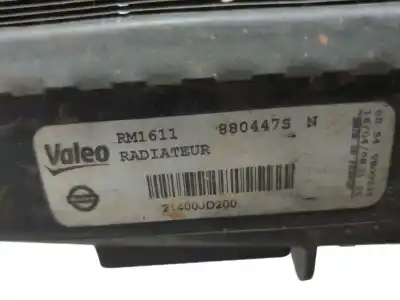 Valeo
RM1611 880447S N
RADIATEUR
21400JD200